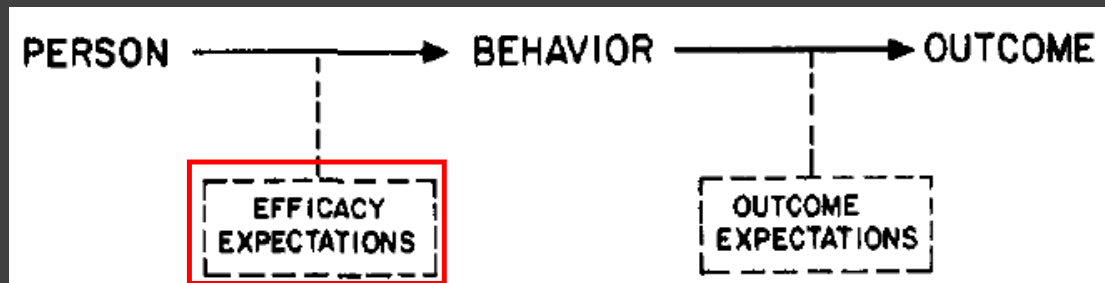 PERSON BEHAVIOR OUTCOME
EFFICACY
EXPECTATIONS
OUTCOME
EXPECTATIONS